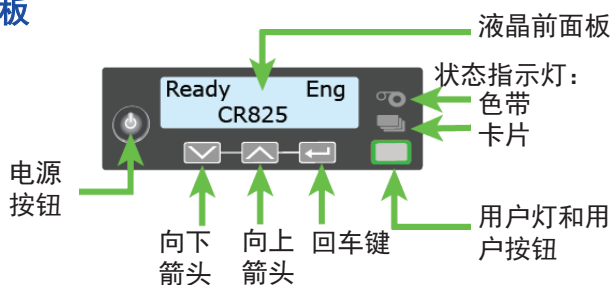 板
液晶前面板
Ready Eng
CR825
状态指示灯：
色带
卡片
电源
按钮
向下
箭头
向上
箭头
回车键
用户灯和用
户按钮